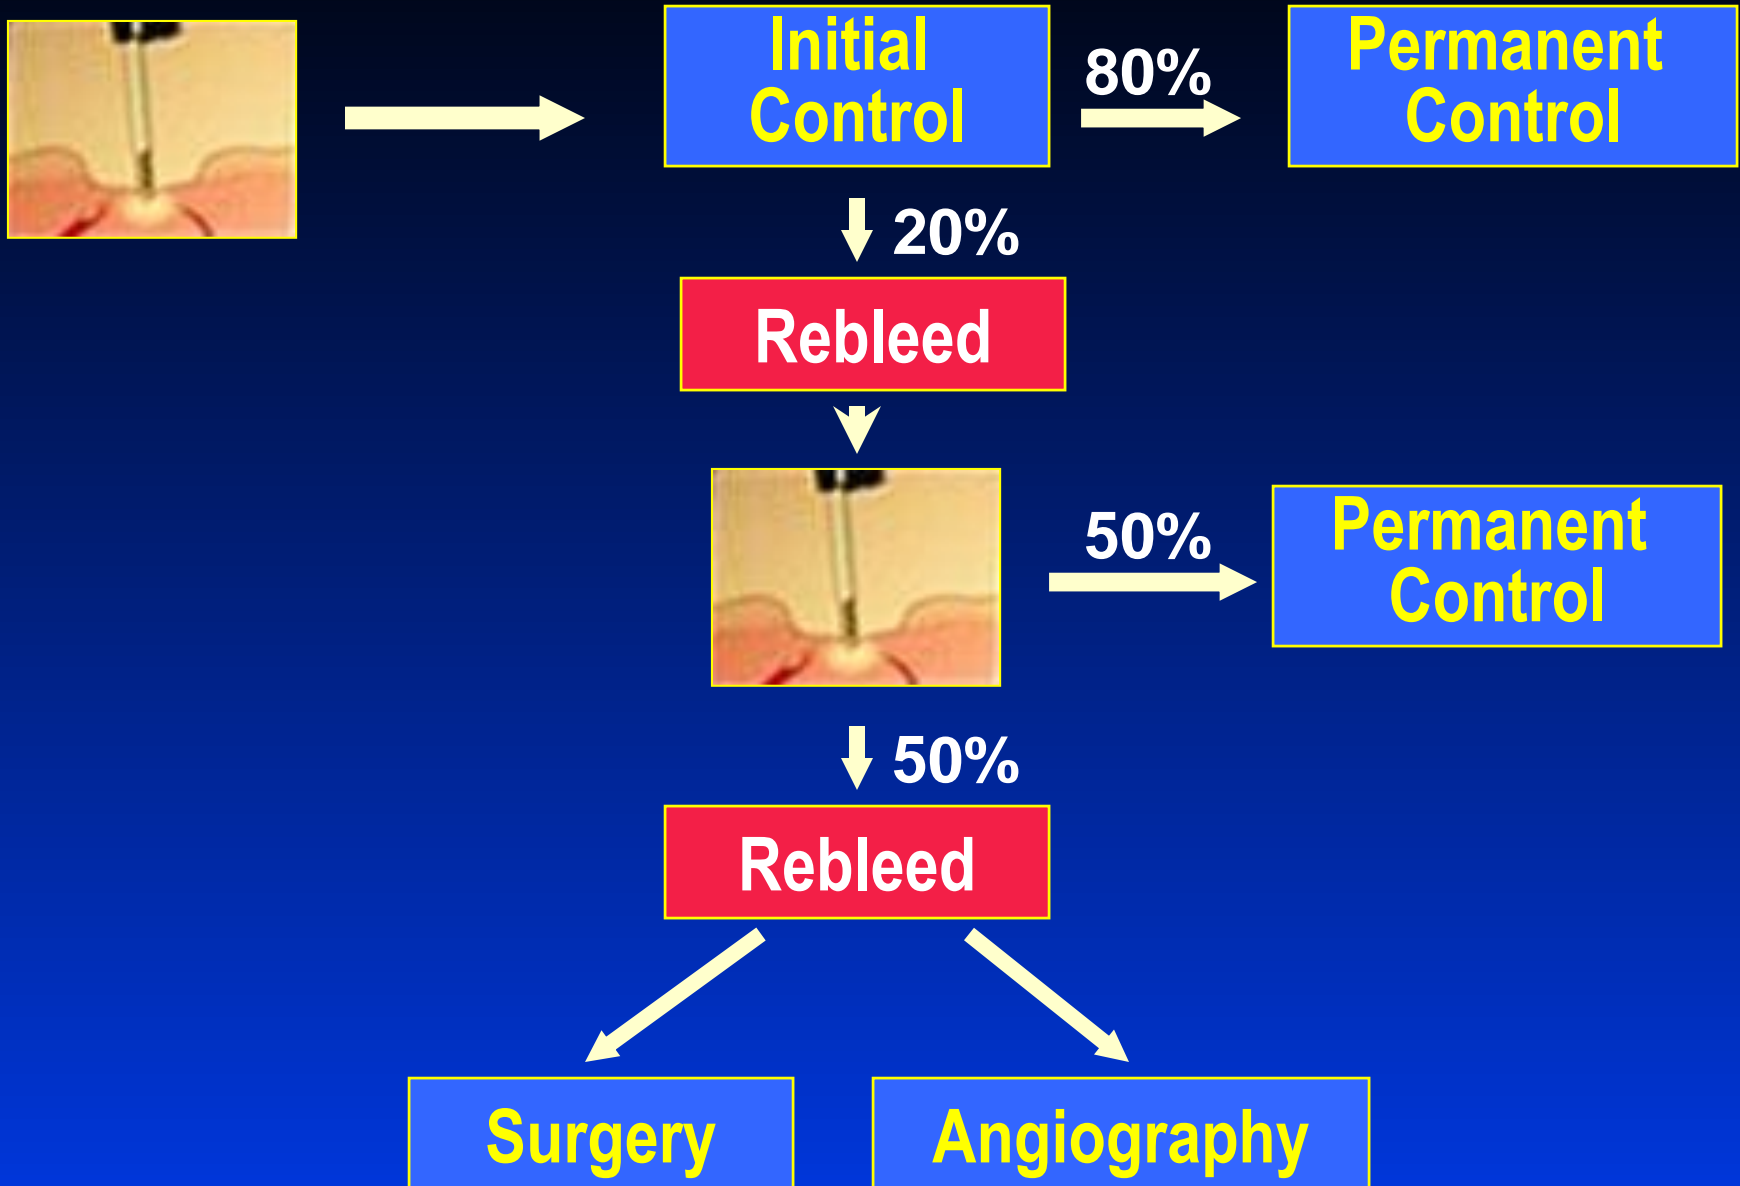 Initial
Control
80%
Permanent
Control
20%
Rebleed
50%
Permanent
Control
50%
Rebleed
Surgery
Angiography